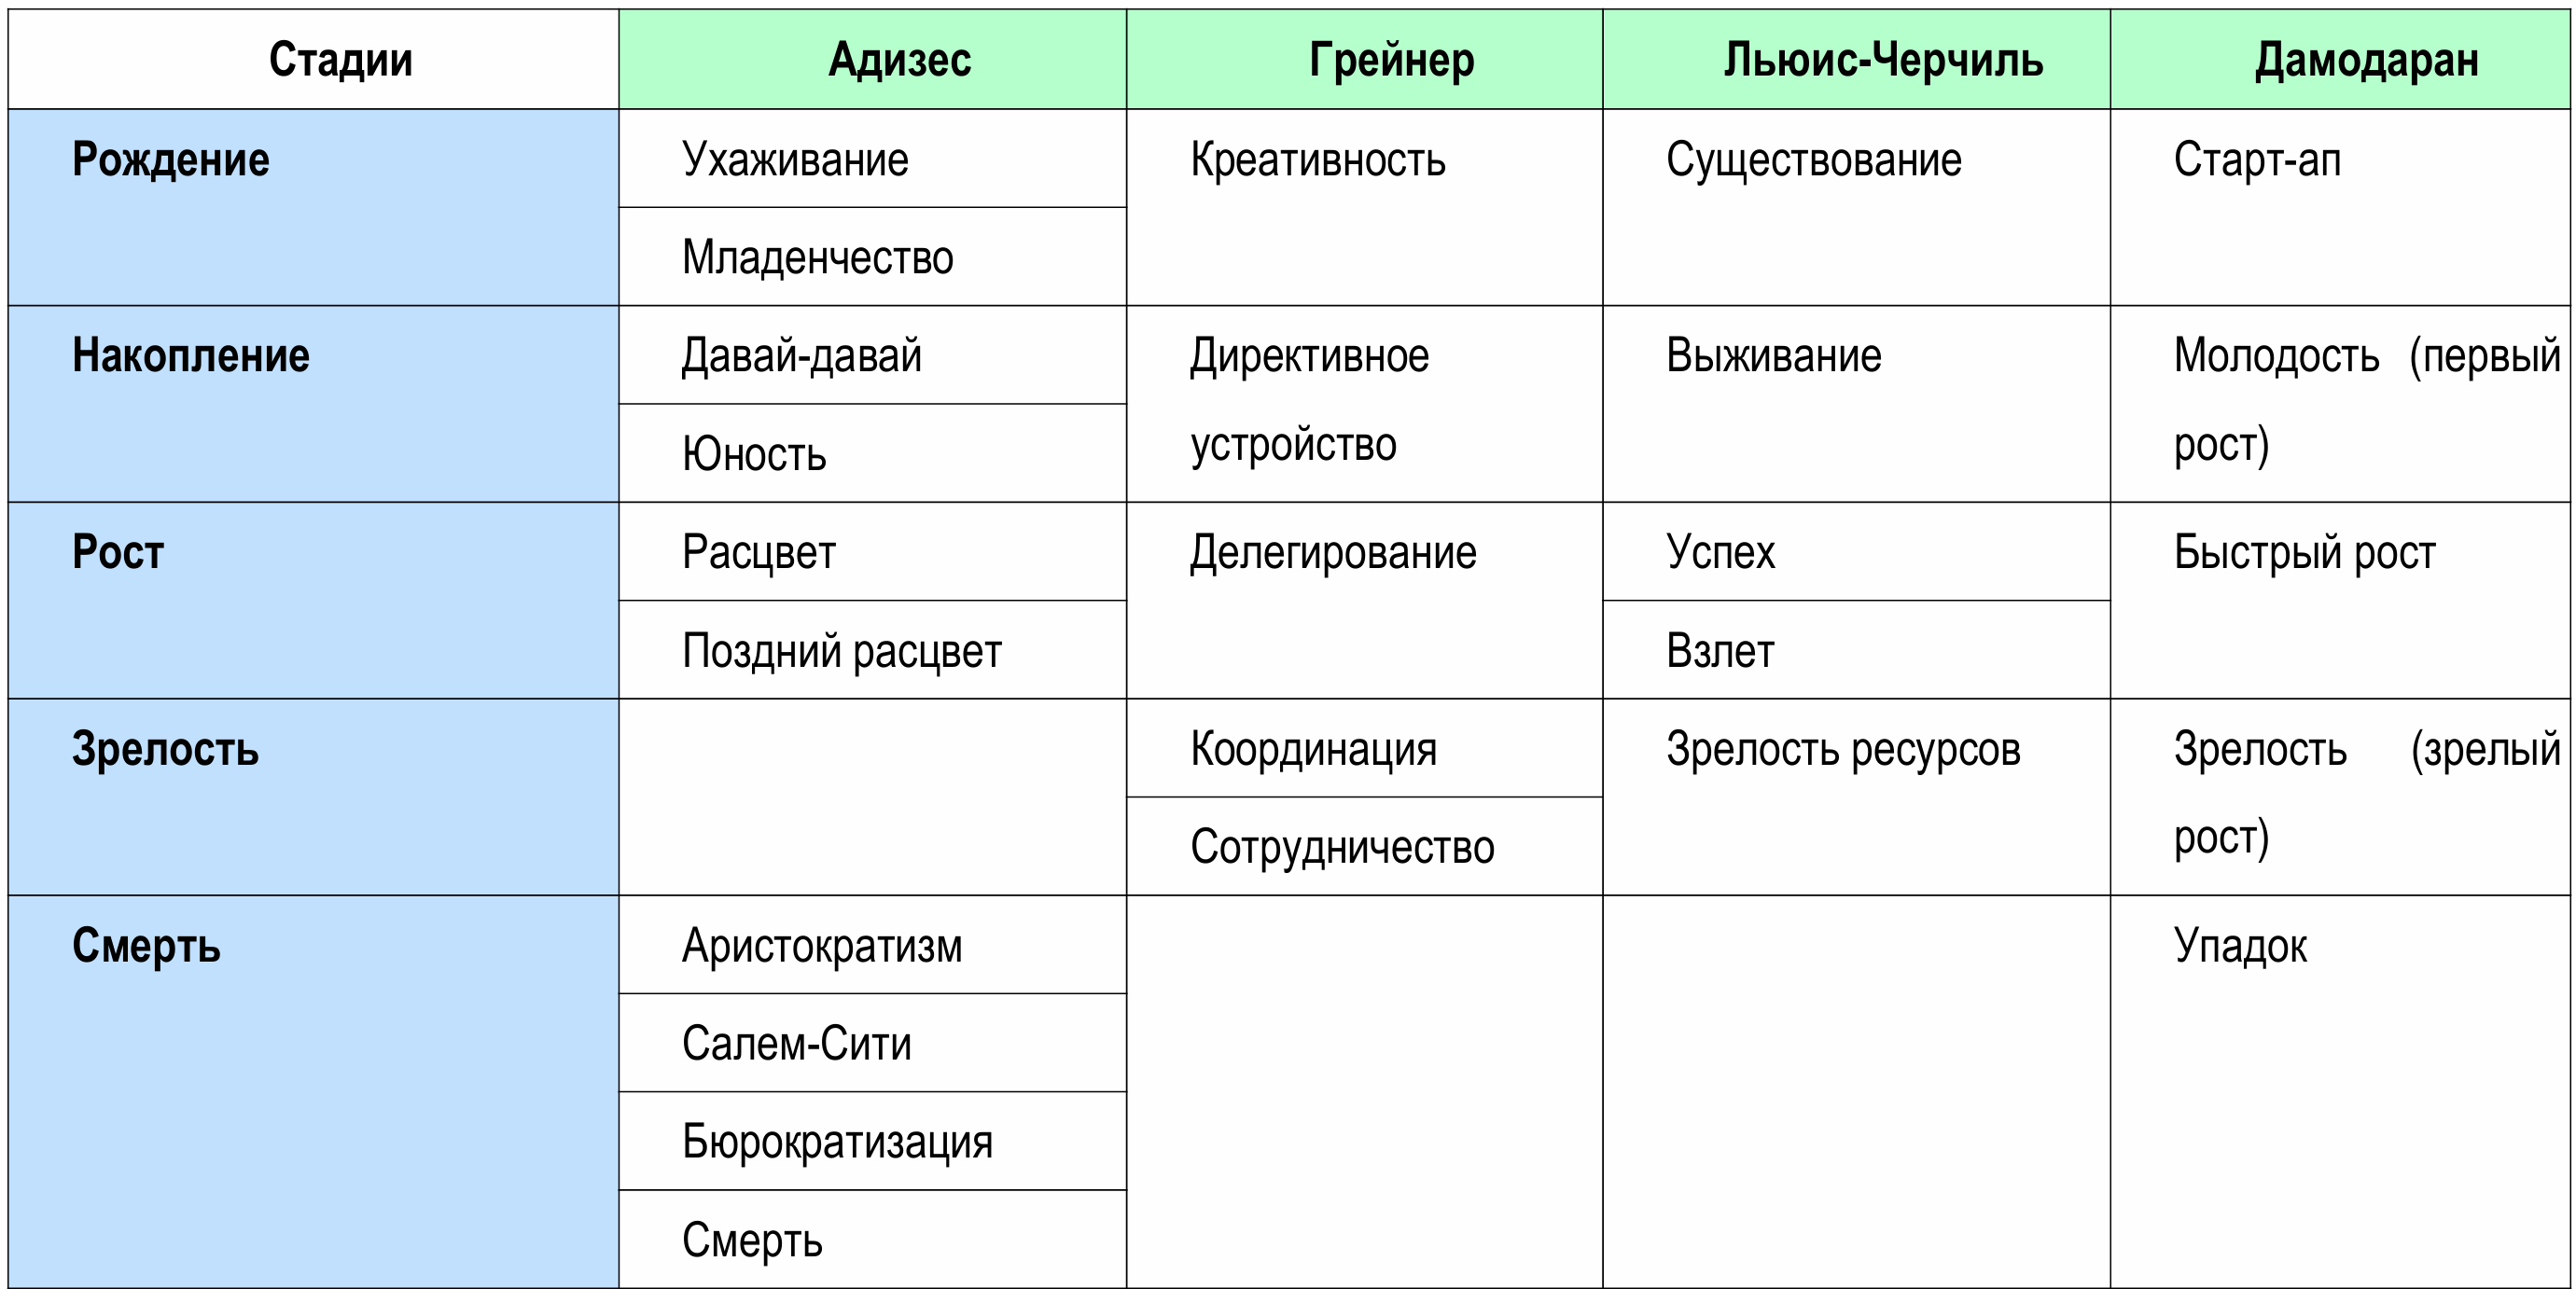 Стадии Адизес Грейнер Льюис-Черчиль Дамодаран
Рождение Ухаживание Креативность Существование Старт-ап
Младенчество
Накопление Давай-давай Директивное Выживание Молодость (первый
Юность устройство рост)
Рост Расцвет Делегирование Успех Быстрый рост
Поздний расцвет Взлет
Зрелость Координация Зрелость ресурсов Зрелость (зрелый
Сотрудничество рост)
Смерть Аристократизм Упадок
Салем-Сити
Бюрократизация
Смерть